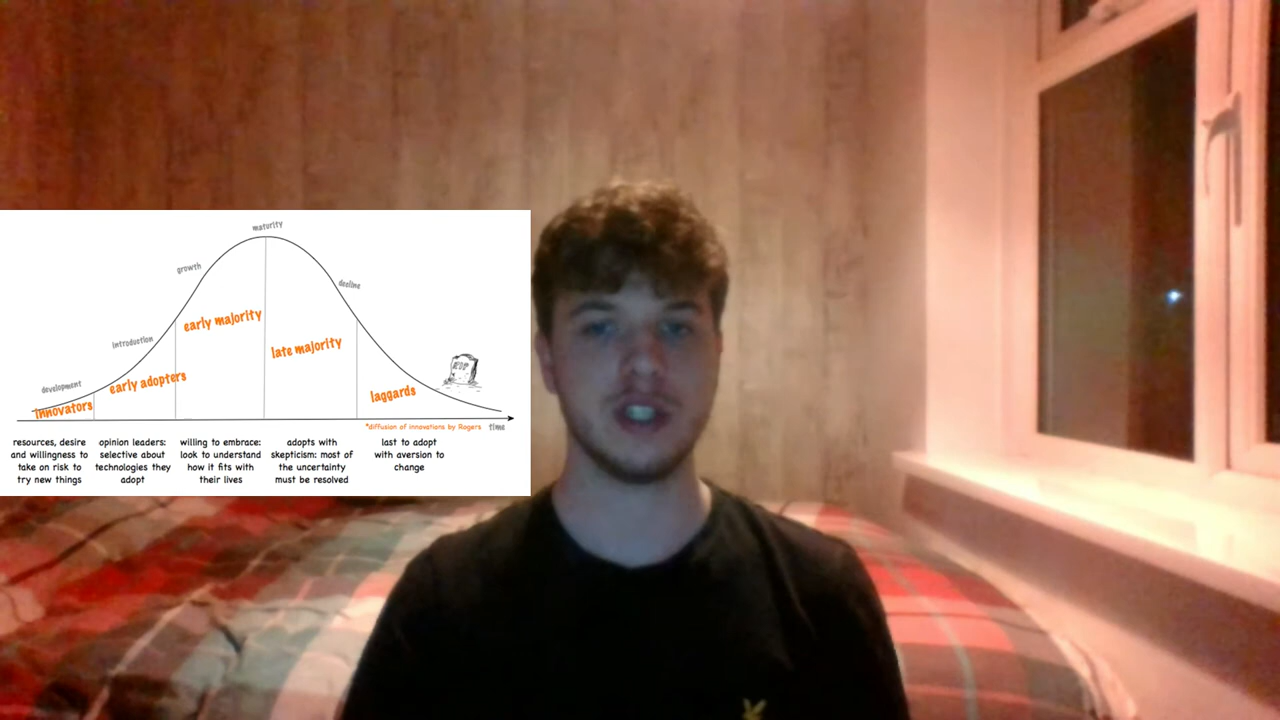 maturity
growth
decline
introduction
development
early majority
late majority
early adopters
laggards
innovators
*diffusion of innovations by Rogers time
resources, desire
and willingness to
take on risk to
try new things
opinion leaders:
selective about
technologies they
adopt
willing to embrace:
look to understand
how it fits with
their lives
adopts with
skepticism: most of
the uncertainty
must be resolved
last to adopt
with aversion to
change